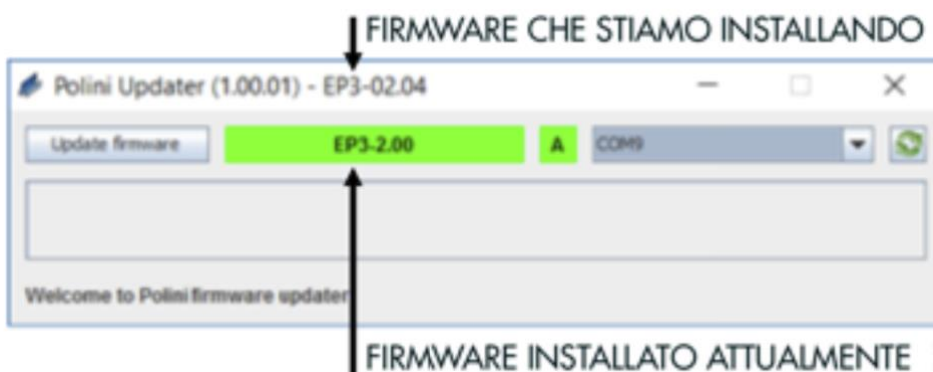 FIRMWARE CHE STIAMO INSTALLANDO
Polini Updater (1.00.01) - EP3-02.04
Update firmware EP3-2.00 A COM9
Welcome to Polini firmware updater
FIRMWARE INSTALLATO ATTUALMENTE